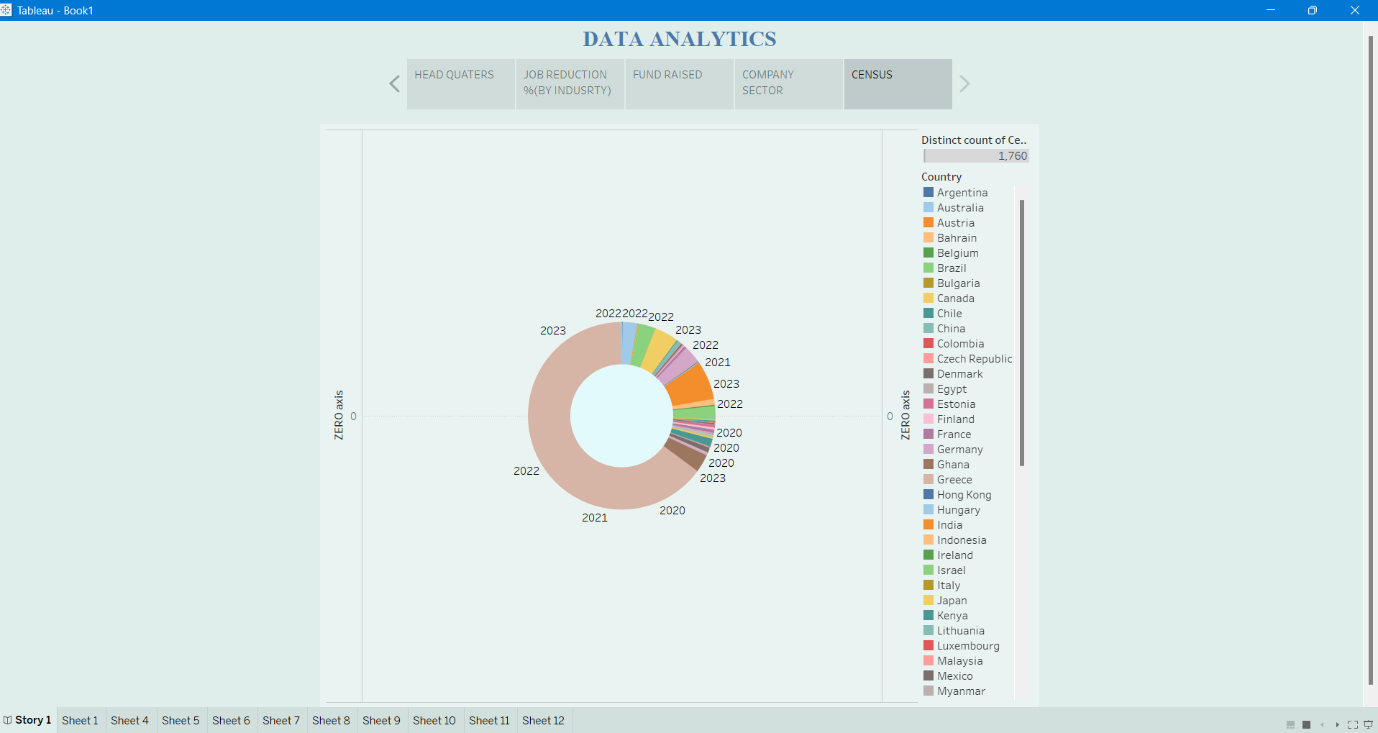 Tableau - Book1
DATA ANALYTICS
HEAD QUATERS
JOB REDUCTION
%(BY INDUSRTY)
FUND RAISED
COMPANY
SECTOR
CENSUS
Distinct count of Ce..
1,760
Country
Argentina
Australia
Austria
Bahrain
Belgium
Brazil
Bulgaria
Canada
Chile
China
Colombia
Czech Republic
Denmark
Egypt
Estonia
Finland
France
Germany
Ghana
Greece
Hong Kong
Hungary
India
Indonesia
Ireland
Israel
Italy
Japan
Kenya
Lithuania
Luxembourg
Malaysia
Mexico
Myanmar
2022
2022
2022
2023
2023
2022
2021
2023
2022
2020
2020
2020
2023
2020
2021
2022
ZERO axis
0
0
ZERO axis
Story 1
Sheet 1
Sheet 4
Sheet 5
Sheet 6
Sheet 7
Sheet 8
Sheet 9
Sheet 10
Sheet 11
Sheet 12